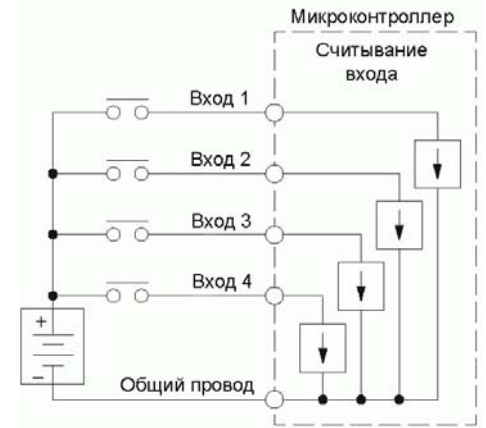 Микроконтроллер
Считывание
входа
Вход 1
Вход 2
Вход 3
Вход 4
+
−
Общий провод